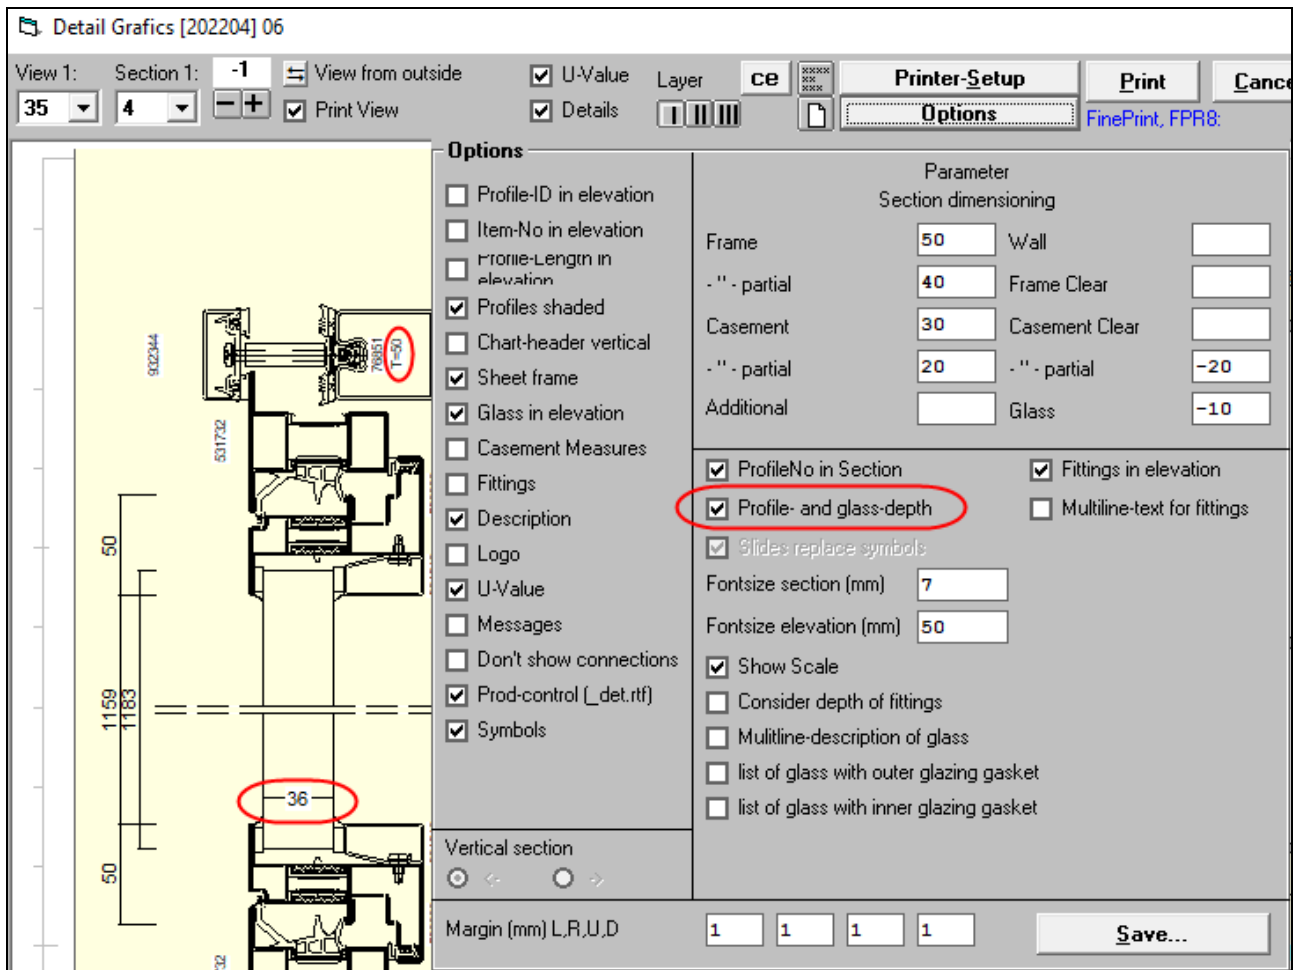 Detail Grafics [202204] 06
View 1:
Section 1:
-1
View from outside
U-Value
Layer
ce
xxxx
xx
xxx
Printer-Setup
Print
Cance
35
4
- +
Print View
Details
I II III
Options
FinePrint, FPR8:
Options
Profile-ID in elevation
Item-No in elevation
Profile-Length in
elevation
Profiles shaded
Chart-header vertical
Sheet frame
Glass in elevation
Casement Measures
Fittings
Description
Logo
U-Value
Messages
Don't show connections
Prod-control (_det.rtf)
Symbols
Vertical section
<-
->
Parameter
Section dimensioning
Frame 50 Wall
- " - partial 40 Frame Clear
Casement 30 Casement Clear
- " - partial 20 - " - partial -20
Additional Glass -10
ProfileNo in Section
Fittings in elevation
Profile- and glass-depth
Multiline-text for fittings
Slides replace symbols
Fontsize section (mm) 7
Fontsize elevation (mm) 50
Show Scale
Consider depth of fittings
Mulitline-description of glass
list of glass with outer glazing gasket
list of glass with inner glazing gasket
Margin (mm) L,R,U,D 1 1 1 1
Save...
932344
76851
T=50
531732
50
1159
1183
36
50
32